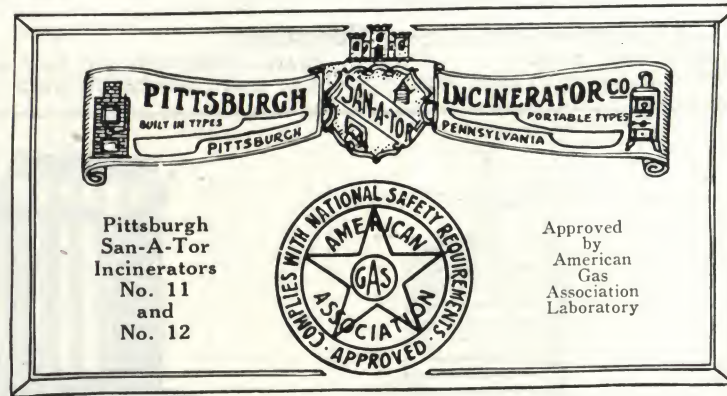 PITTSBURGH
BUILT IN TYPES
PITTSBURGH
SAN-A-TOR
INCINERATOR CO
PORTABLE TYPES
PENNSYLVANIA
Pittsburgh
San-A-Tor
Incinerators
No. 11
and
No. 12
COMPLIES WITH NATIONAL SAFETY REQUIREMENTS
AMERICAN
GAS
ASSOCIATION
· APPROVED ·
Approved
by
American
Gas
Association
Laboratory